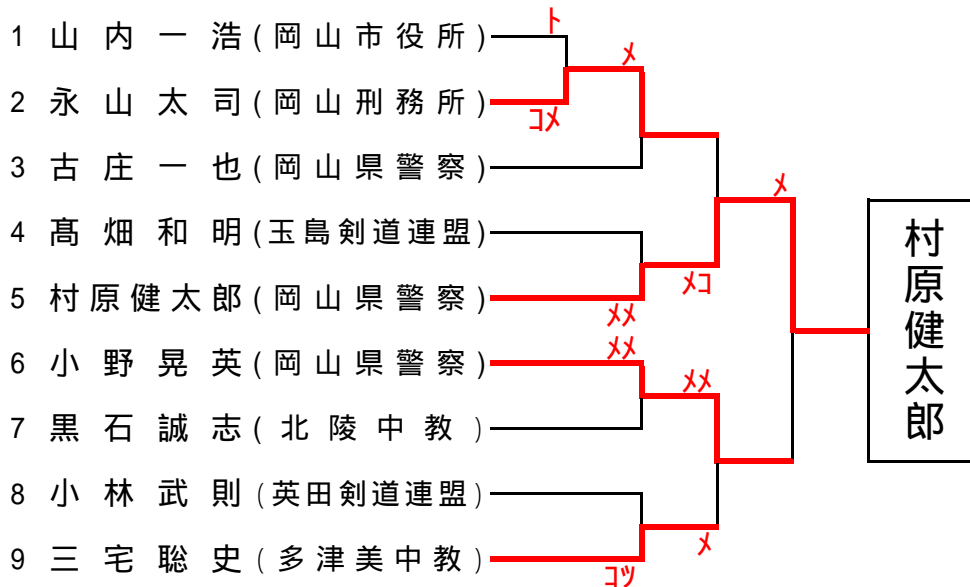 ト
1 山内一浩(岡山市役所)
メ
2 永山太司(岡山刑務所)
コメ
3 古庄一也(岡山県警察)
メ
4 髙畑和明(玉島剣道連盟)
メコ
5 村原健太郎(岡山県警察)
メメ
村原健太郎
メメ
6 小野晃英(岡山県警察)
メメ
7 黒石誠志(北陵中教)
8 小林武則(英田剣道連盟)
メ
9 三宅聡史(多津美中教)
コツ